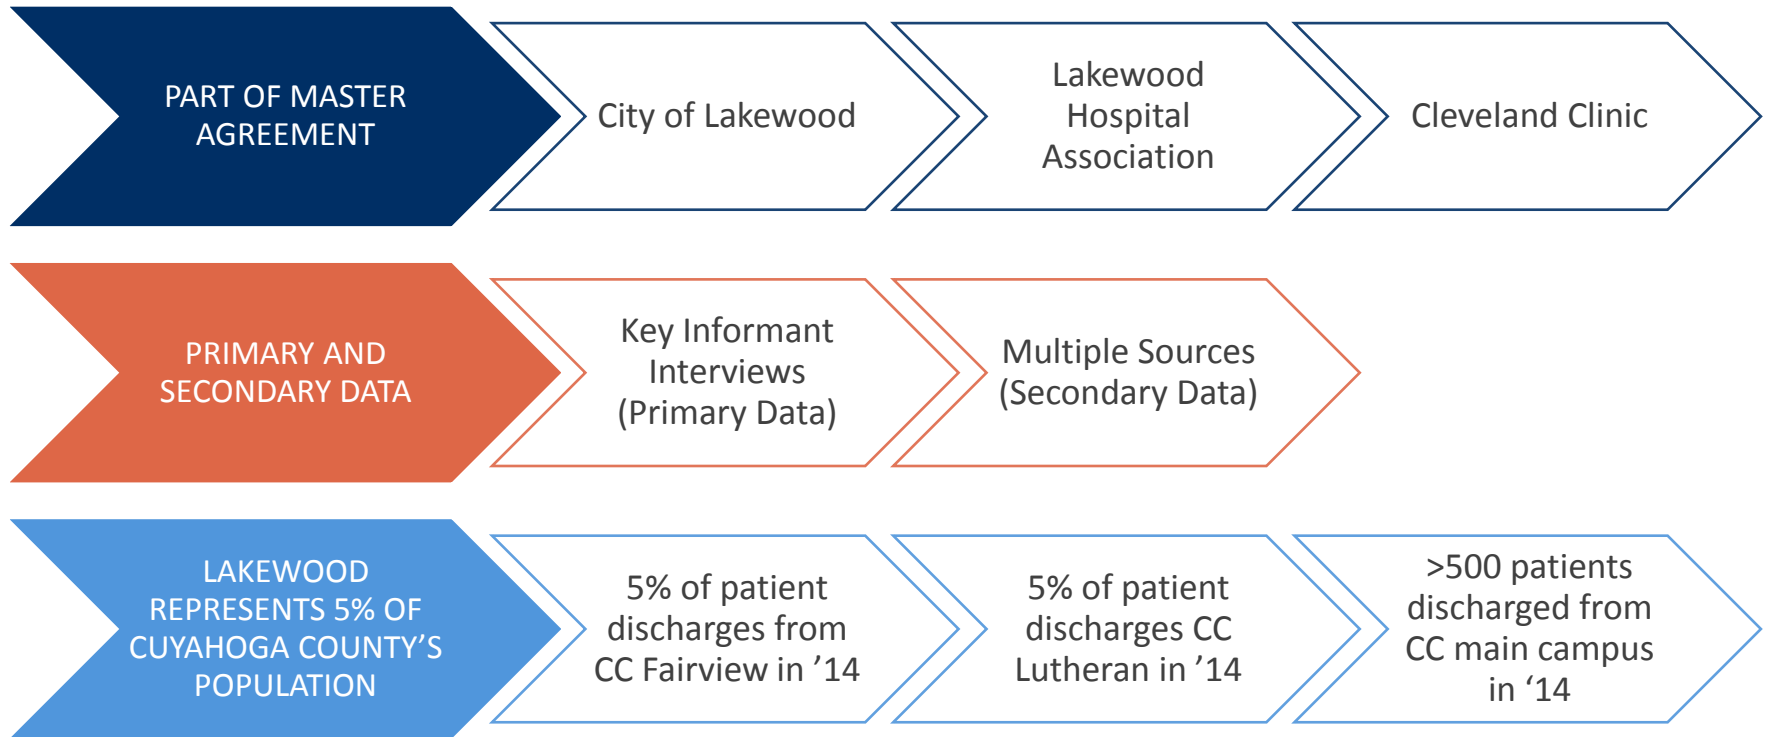 PART OF MASTER
AGREEMENT
City of Lakewood
Lakewood
Hospital
Association
Cleveland Clinic
PRIMARY AND
SECONDARY DATA
Key Informant
Interviews
(Primary Data)
Multiple Sources
(Secondary Data)
LAKEWOOD
REPRESENTS 5% OF
CUYAHOGA COUNTY’S
POPULATION
5% of patient
discharges from
CC Fairview in ’14
5% of patient
discharges CC
Lutheran in ’14
>500 patients
discharged from
CC main campus
in ‘14